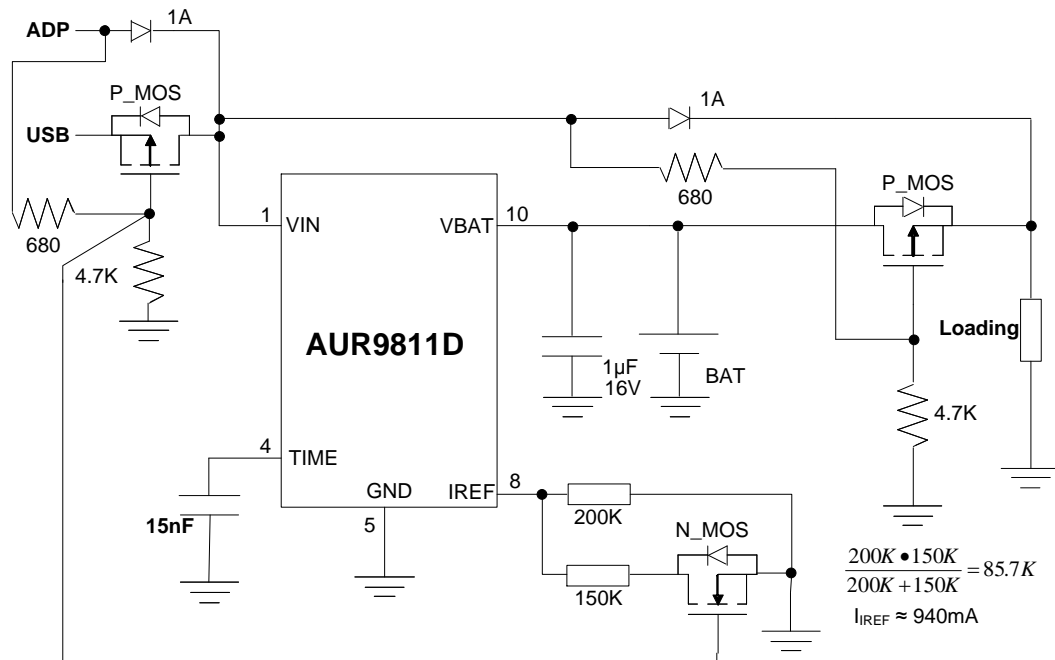 ADP
1A
P_MOS
USB
1A
680
680
4.7K
1
VIN
VBAT
10
P_MOS
AUR9811D
1µF
16V
BAT
Loading
4.7K
4
TIME
15nF
GND
5
IREF
8
200K
N_MOS
150K
200K • 150K
200K + 150K = 85.7K
IIREF ≈ 940mA